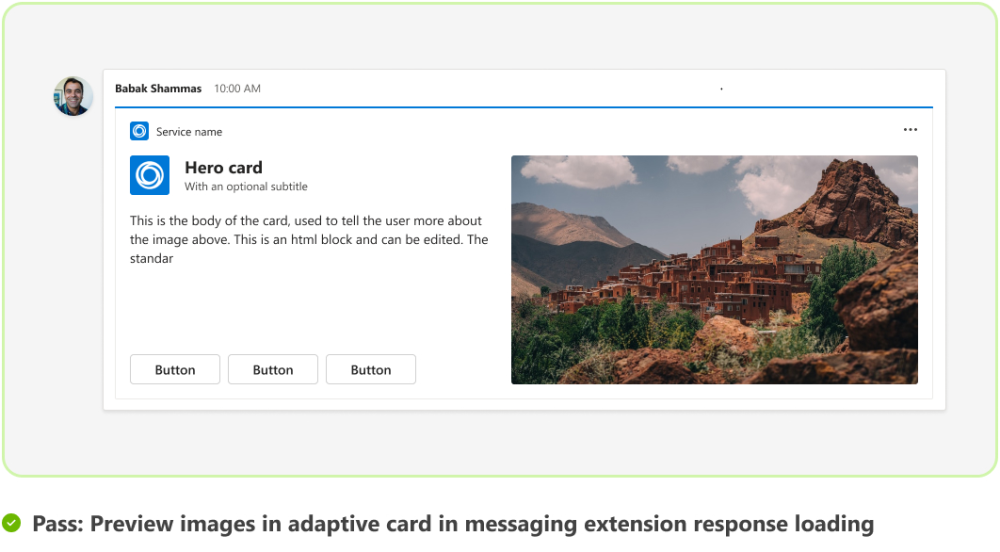 Babak Shammas 10:00 AM
Service name
Hero card
With an optional subtitle
This is the body of the card, used to tell the user more about
the image above. This is an html block and can be edited. The
standar
Button Button Button
Pass: Preview images in adaptive card in messaging extension response loading